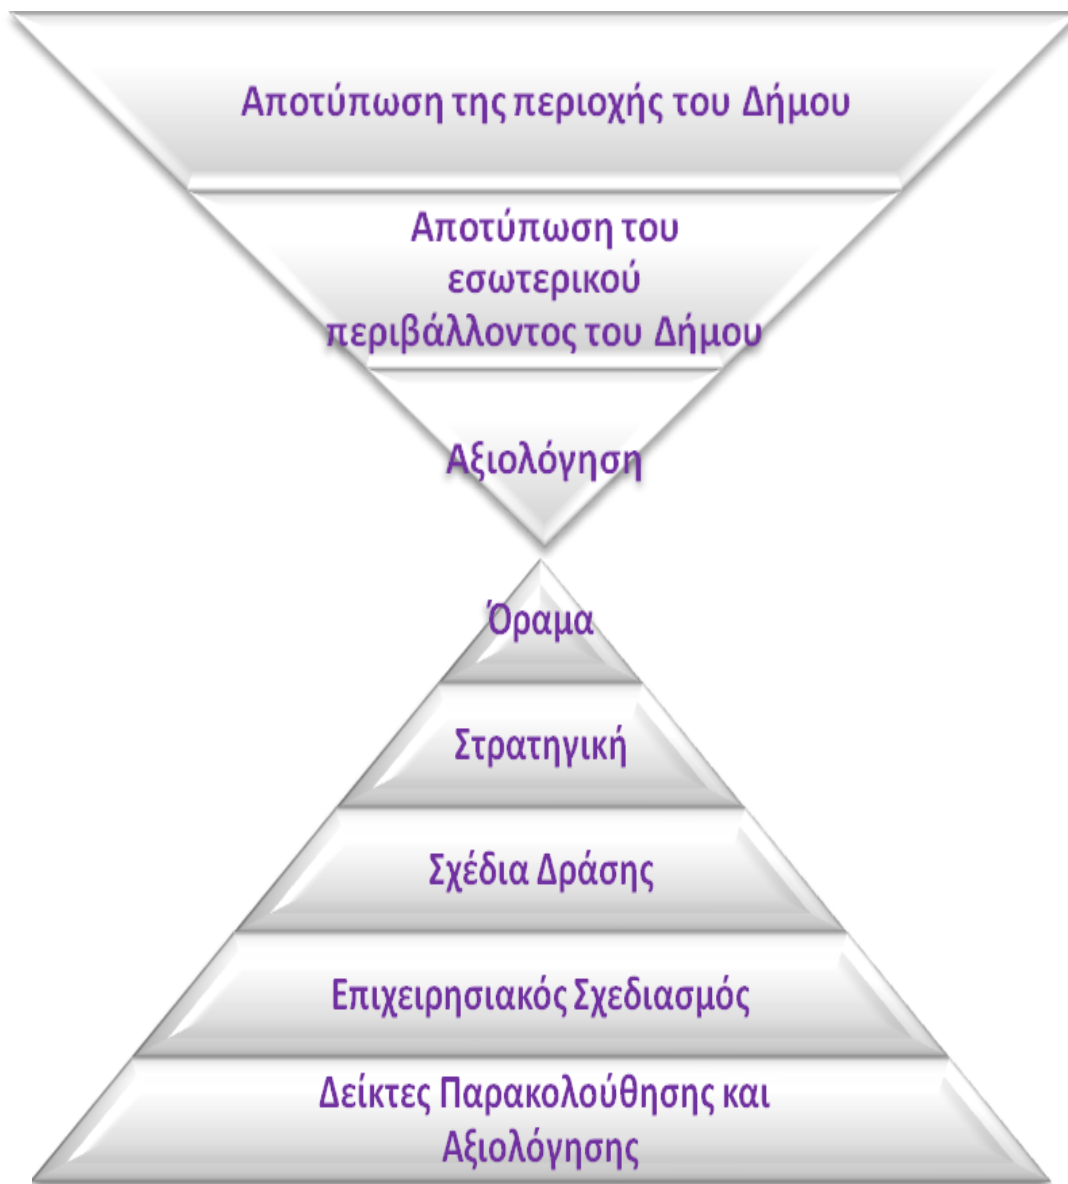 Αποτύπωση της περιοχής του Δήμου
Αποτύπωση του
εσωτερικού
περιβάλλοντος του Δήμου
Αξιολόγηση
Όραμα
Στρατηγική
Σχέδια Δράσης
Επιχειρησιακός Σχεδιασμός
Δείκτες Παρακολούθησης και
Αξιολόγησης